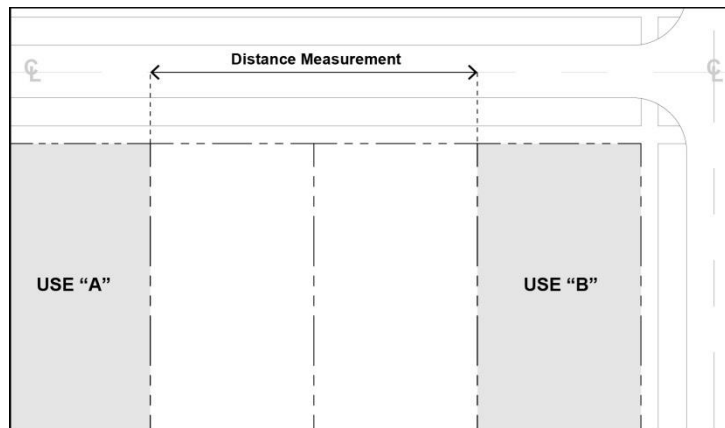 Distance Measurement
℄ ℄
USE “A” USE “B”